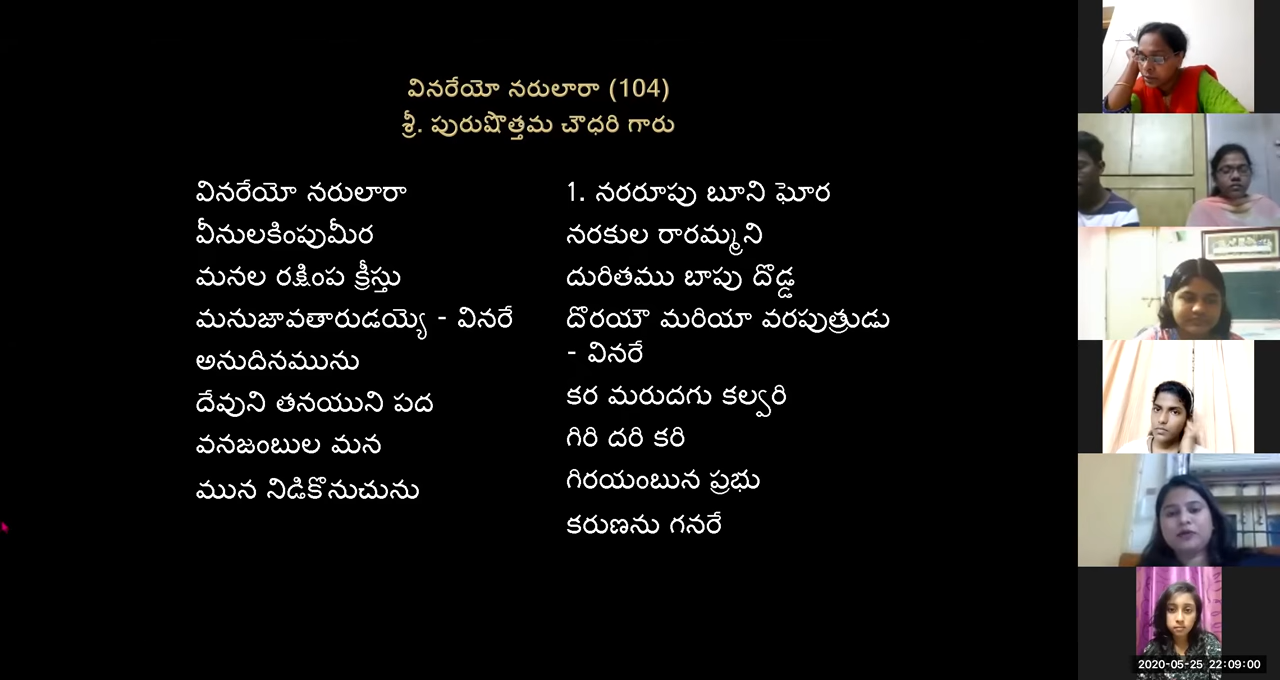 వినరేయో నరులారా (104)
శ్రీ. పురుషొత్తమ చౌధరి గారు
వినరేయో నరులారా
వీనులకింపుమీర
మనల రక్షింప క్రీస్తు
మనుజావతారుడయ్యె - వినరే
అనుదినమును
దేవుని తనయుని పద
వనజంబుల మన
మున నిడికొనుచును
1. నరరూపు బూని ఘోర
నరకుల రారమ్మని
దురితము బాపు దొడ్డ
దొరయౌ మరియా వరపుత్రుడు
- వినరే
కర మరుదగు కల్వరి
గిరి దరి కరి
గిరయంబున ప్రభు
కరుణను గనరే
2020-05-25 22:09:00